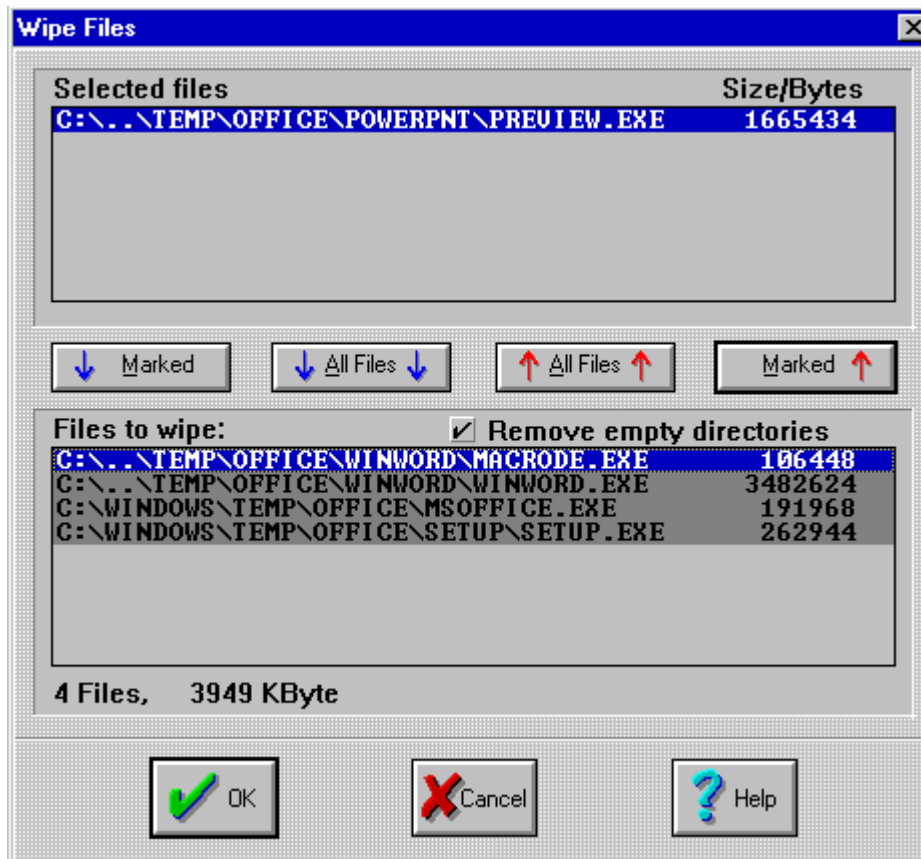 Wipe Files
Selected files Size/Bytes
C:\..\TEMP\OFFICE\POWERPNT\PREVIEW.EXE 1665434
Marked All Files All Files Marked
Files to wipe: Remove empty directories
C:\..\TEMP\OFFICE\WINWORD\MACRODE.EXE 106448
C:\..\TEMP\OFFICE\WINWORD\WINWORD.EXE 3482624
C:\WINDOWS\TEMP\OFFICE\MSOFFICE.EXE 191968
C:\WINDOWS\TEMP\OFFICE\SETUP\SETUP.EXE 262944
4 Files, 3949 KByte
OK Cancel Help